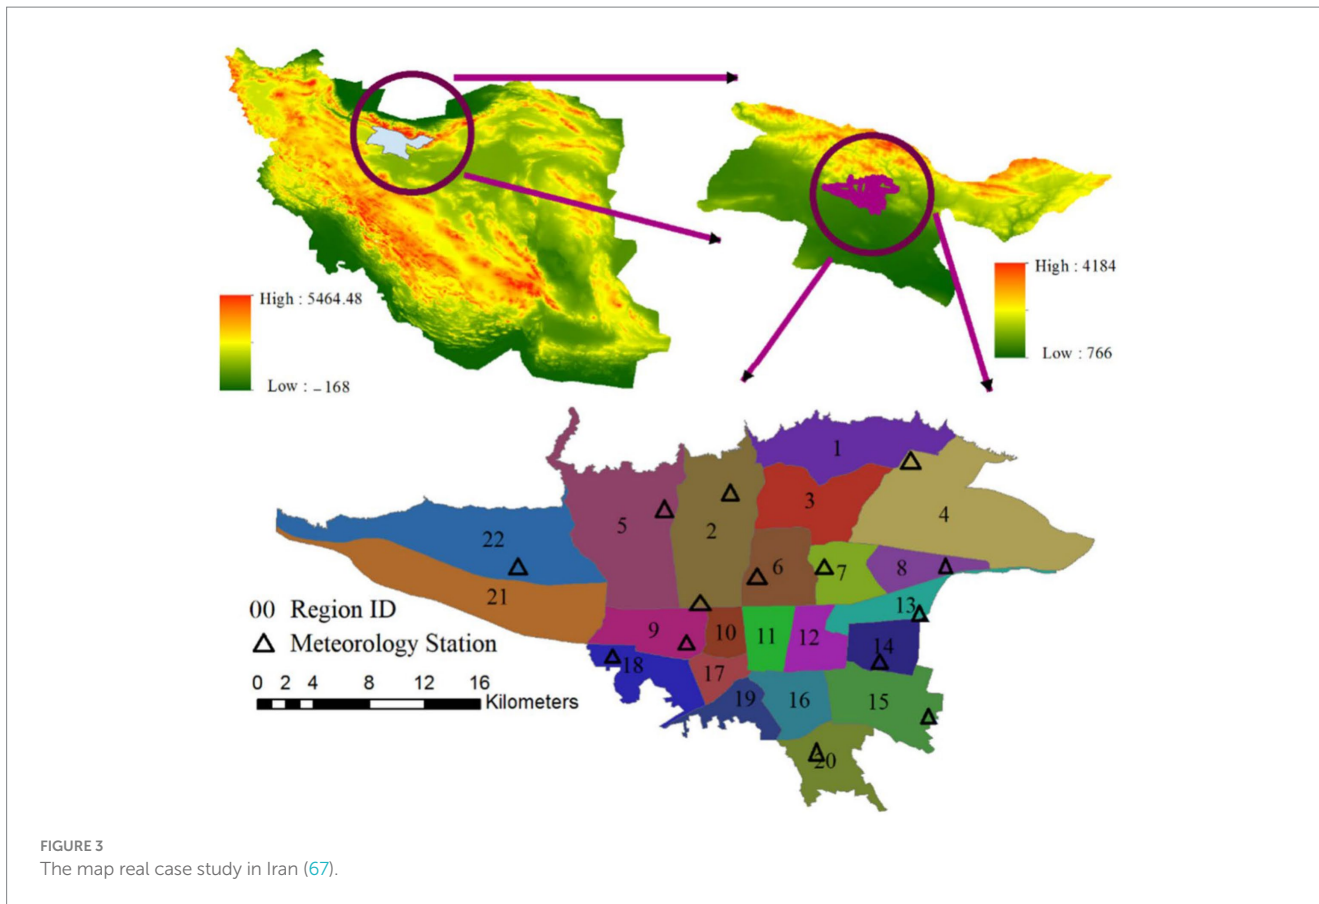 High : 5464.48
Low : –168
High : 4184
Low : 766
1
2
3
4
5
6
7
8
9
10
11
12
13
14
15
16
17
18
19
20
21
22
00 Region ID
Meteorology Station
0 2 4 8 12 16
Kilometers
FIGURE 3
The map real case study in Iran (67).